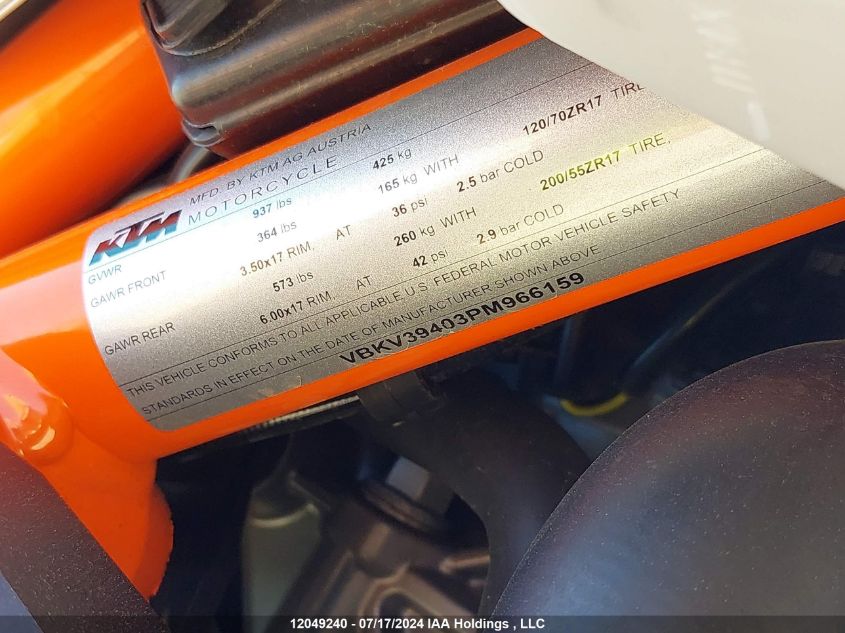 KTM
MFD. BY KTM AG AUSTRIA
MOTORCYCLE
GVWR 937 lbs 425 kg
GAWR FRONT 364 lbs 165 kg WITH 120/70ZR17 TIRE
3.50x17 RIM. AT 36 psi 2.5 bar COLD
GAWR REAR 573 lbs 260 kg WITH 200/55ZR17 TIRE,
6.00x17 RIM. AT 42 psi 2.9 bar COLD
THIS VEHICLE CONFORMS TO ALL APPLICABLE U.S. FEDERAL MOTOR VEHICLE SAFETY
STANDARDS IN EFFECT ON THE DATE OF MANUFACTURER SHOWN ABOVE
VBKV39403PM966159
12049240 - 07/17/2024 IAA Holdings , LLC